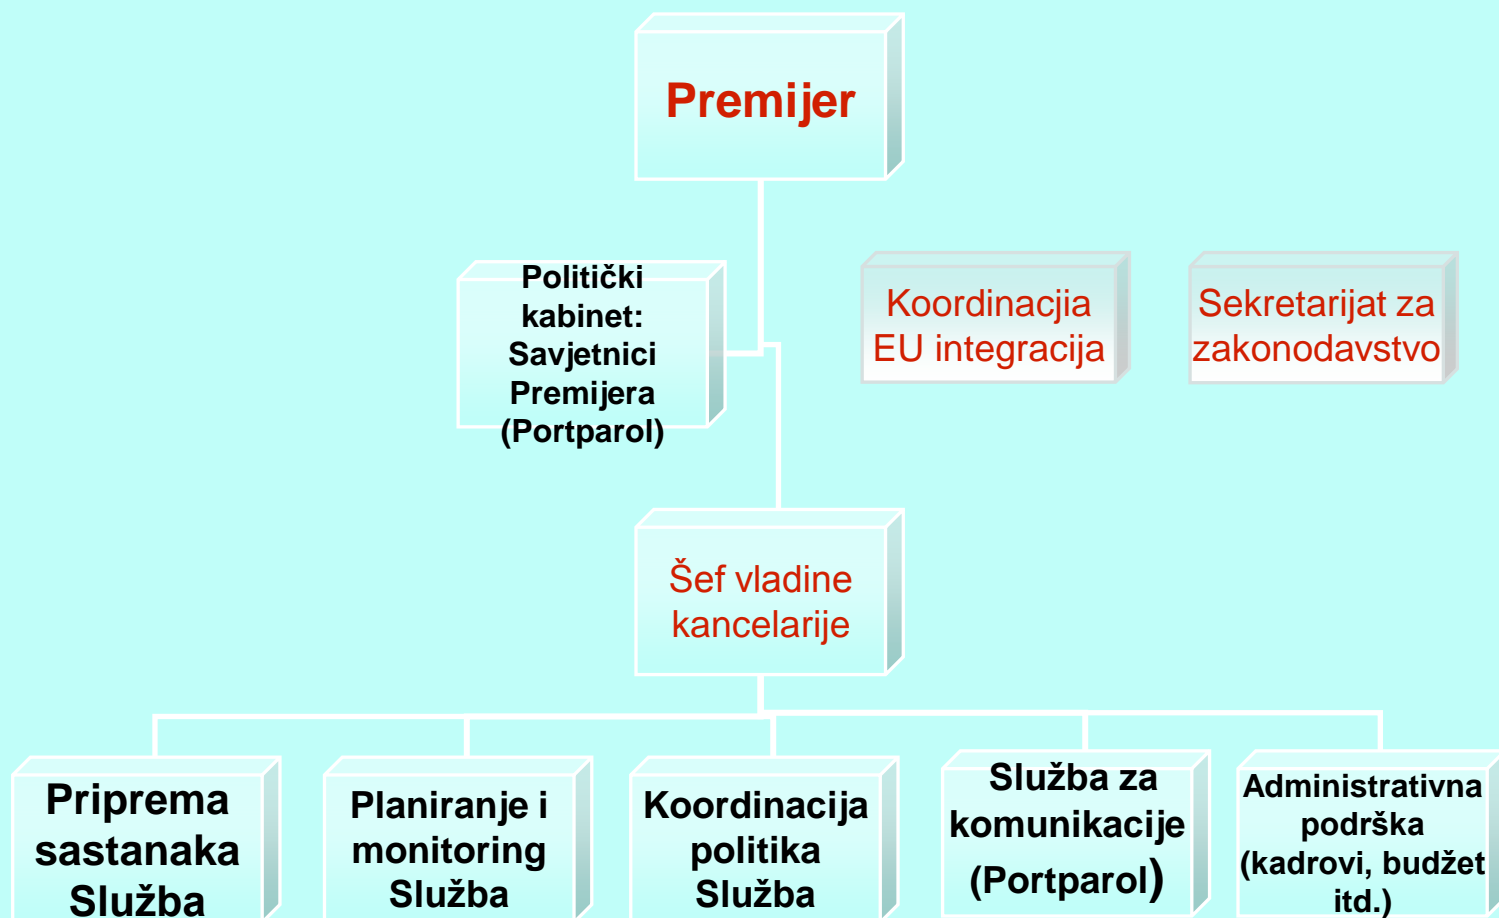 Premijer
Politički
kabinet:
Savjetnici
Premijera
(Portparol)
Koordinacjia
EU integracija
Sekretarijat za
zakonodavstvo
Šef vladine
kancelarije
Priprema
sastanaka
Služba
Planiranje i
monitoring
Služba
Koordinacija
politika
Služba
Služba za
komunikacije
(Portparol)
Administrativna
podrška
(kadrovi, budžet
itd.)